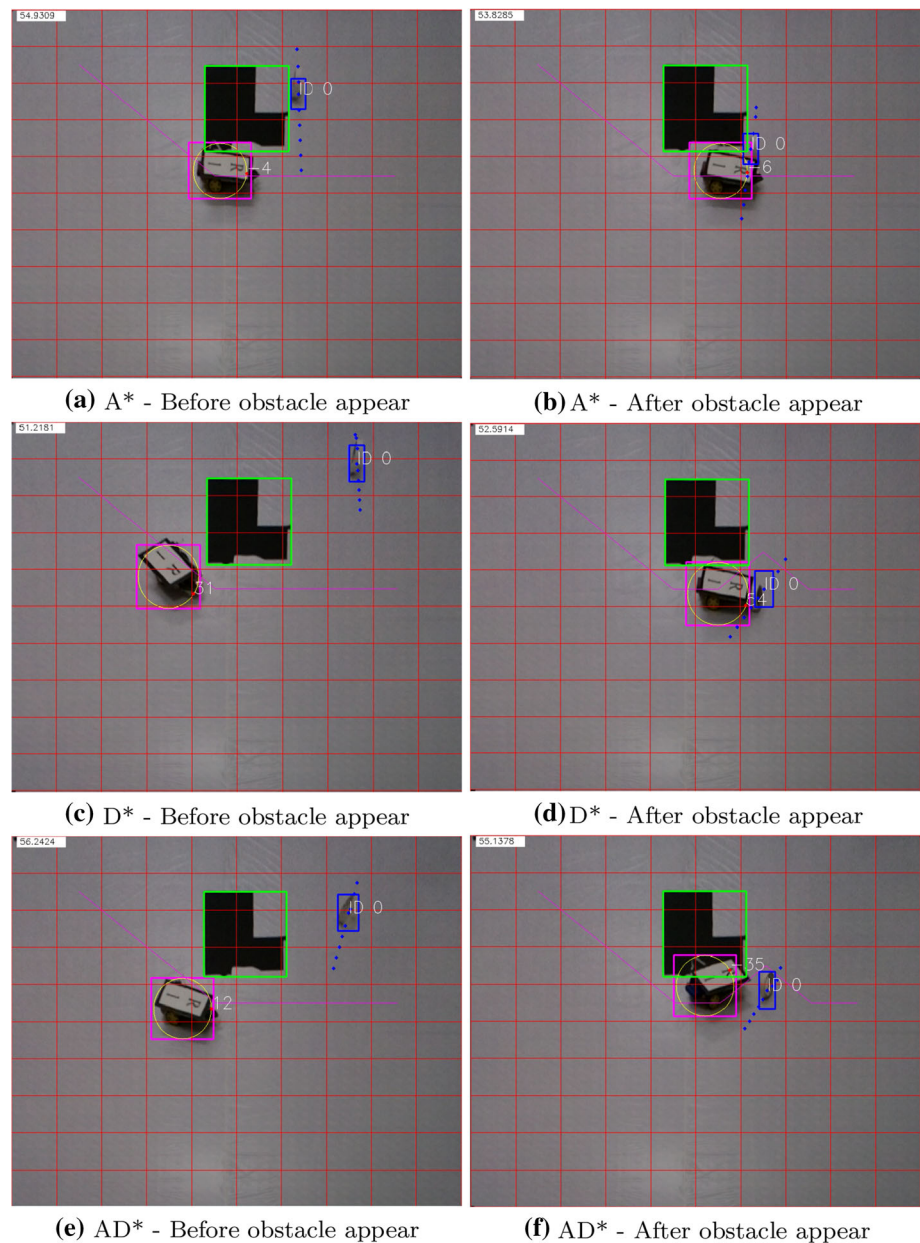 54.9309
ID 0
I R
-4
(a) A* - Before obstacle appear
53.8285
ID 0
I R
-6
(b) A* - After obstacle appear
51.2181
ID 0
I R
31
(c) D* - Before obstacle appear
52.5914
ID 0
I R
54
(d) D* - After obstacle appear
56.2424
ID 0
I R
12
(e) AD* - Before obstacle appear
55.1378
-35
I R
ID 0
(f) AD* - After obstacle appear